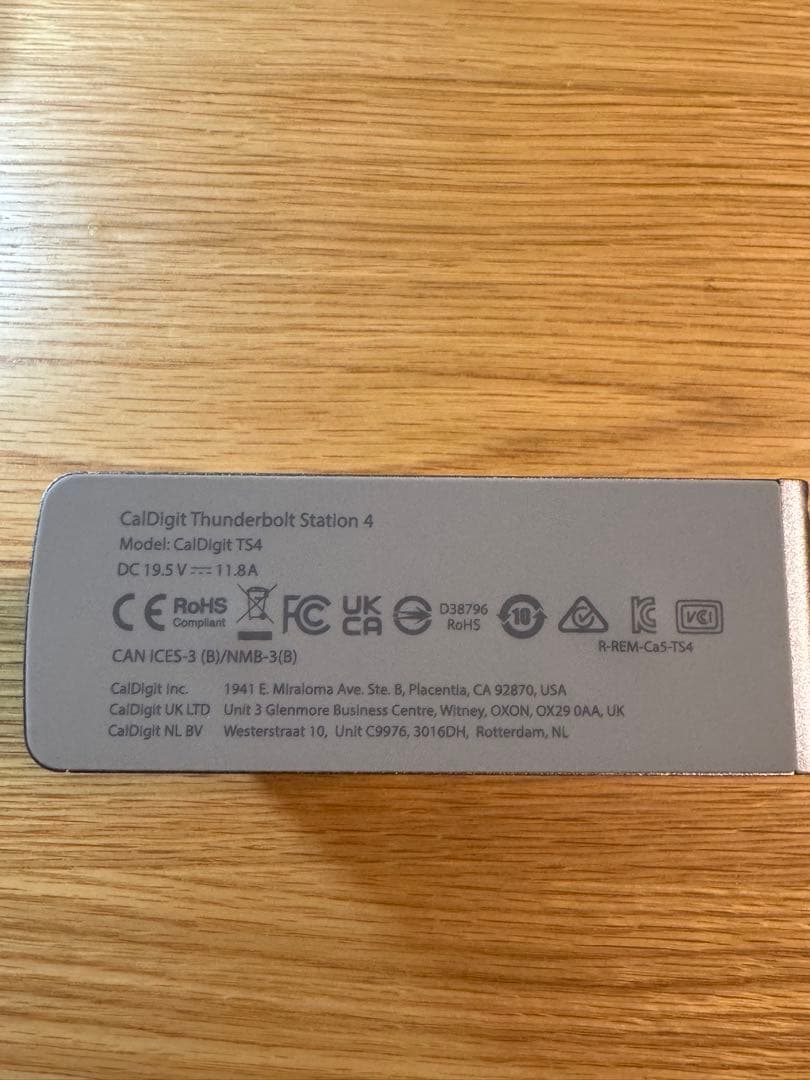 CalDigit Thunderbolt Station 4
Model: CalDigit TS4
DC 19.5 V ⎓ 11.8 A
CE RoHS Compliant FC UK CA D38796 RoHS 10 KC VCI
R-REM-Ca5-TS4
CAN ICES-3 (B)/NMB-3(B)
CalDigit Inc. 1941 E. Miraloma Ave. Ste. B, Placentia, CA 92870, USA
CalDigit UK LTD Unit 3 Glenmore Business Centre, Witney, OXON, OX29 0AA, UK
CalDigit NL BV Westerstraat 10, Unit C9976, 3016DH, Rotterdam, NL